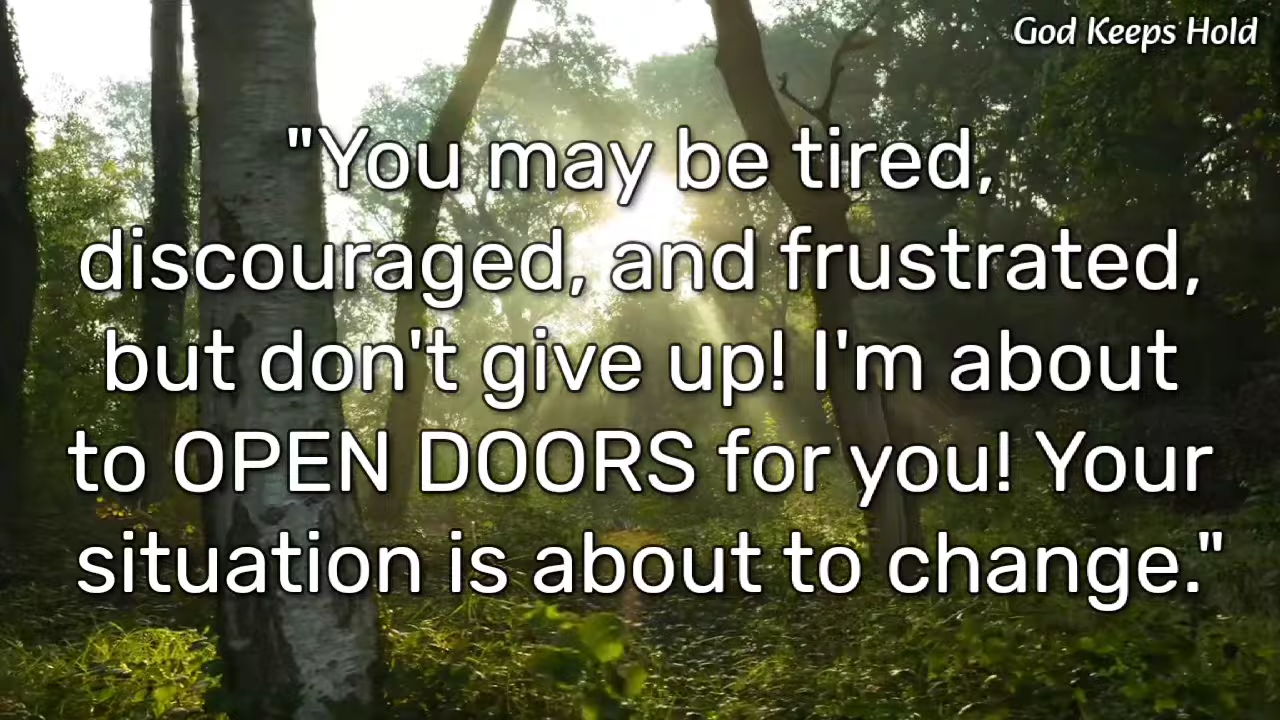 God Keeps Hold
"You may be tired,
discouraged, and frustrated,
but don't give up! I'm about
to OPEN DOORS for you! Your
situation is about to change."